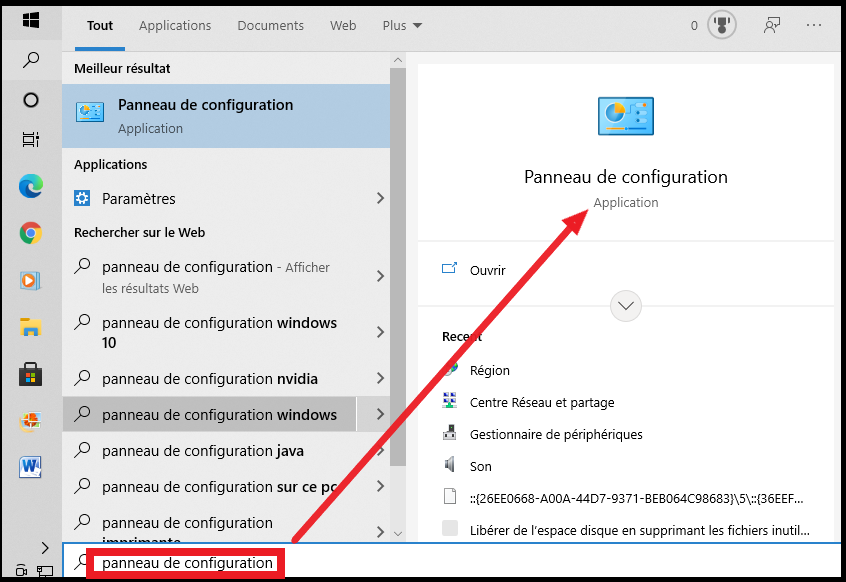 Tout Applications Documents Web Plus 0 ...
Meilleur résultat
Panneau de configuration
Application
Applications
Paramètres
Rechercher sur le Web
panneau de configuration - Afficher
les résultats Web
panneau de configuration windows
10
panneau de configuration nvidia
panneau de configuration windows
panneau de configuration java
panneau de configuration sur ce pc
panneau de configuration
imprimante
panneau de configuration
Panneau de configuration
Application
Ouvrir
Récent
Région
Centre Réseau et partage
Gestionnaire de périphériques
Son
::{26EE0668-A00A-44D7-9371-BEB064C98683}\5\::{36EEF...
Libérer de l'espace disque en supprimant les fichiers inutil...
W